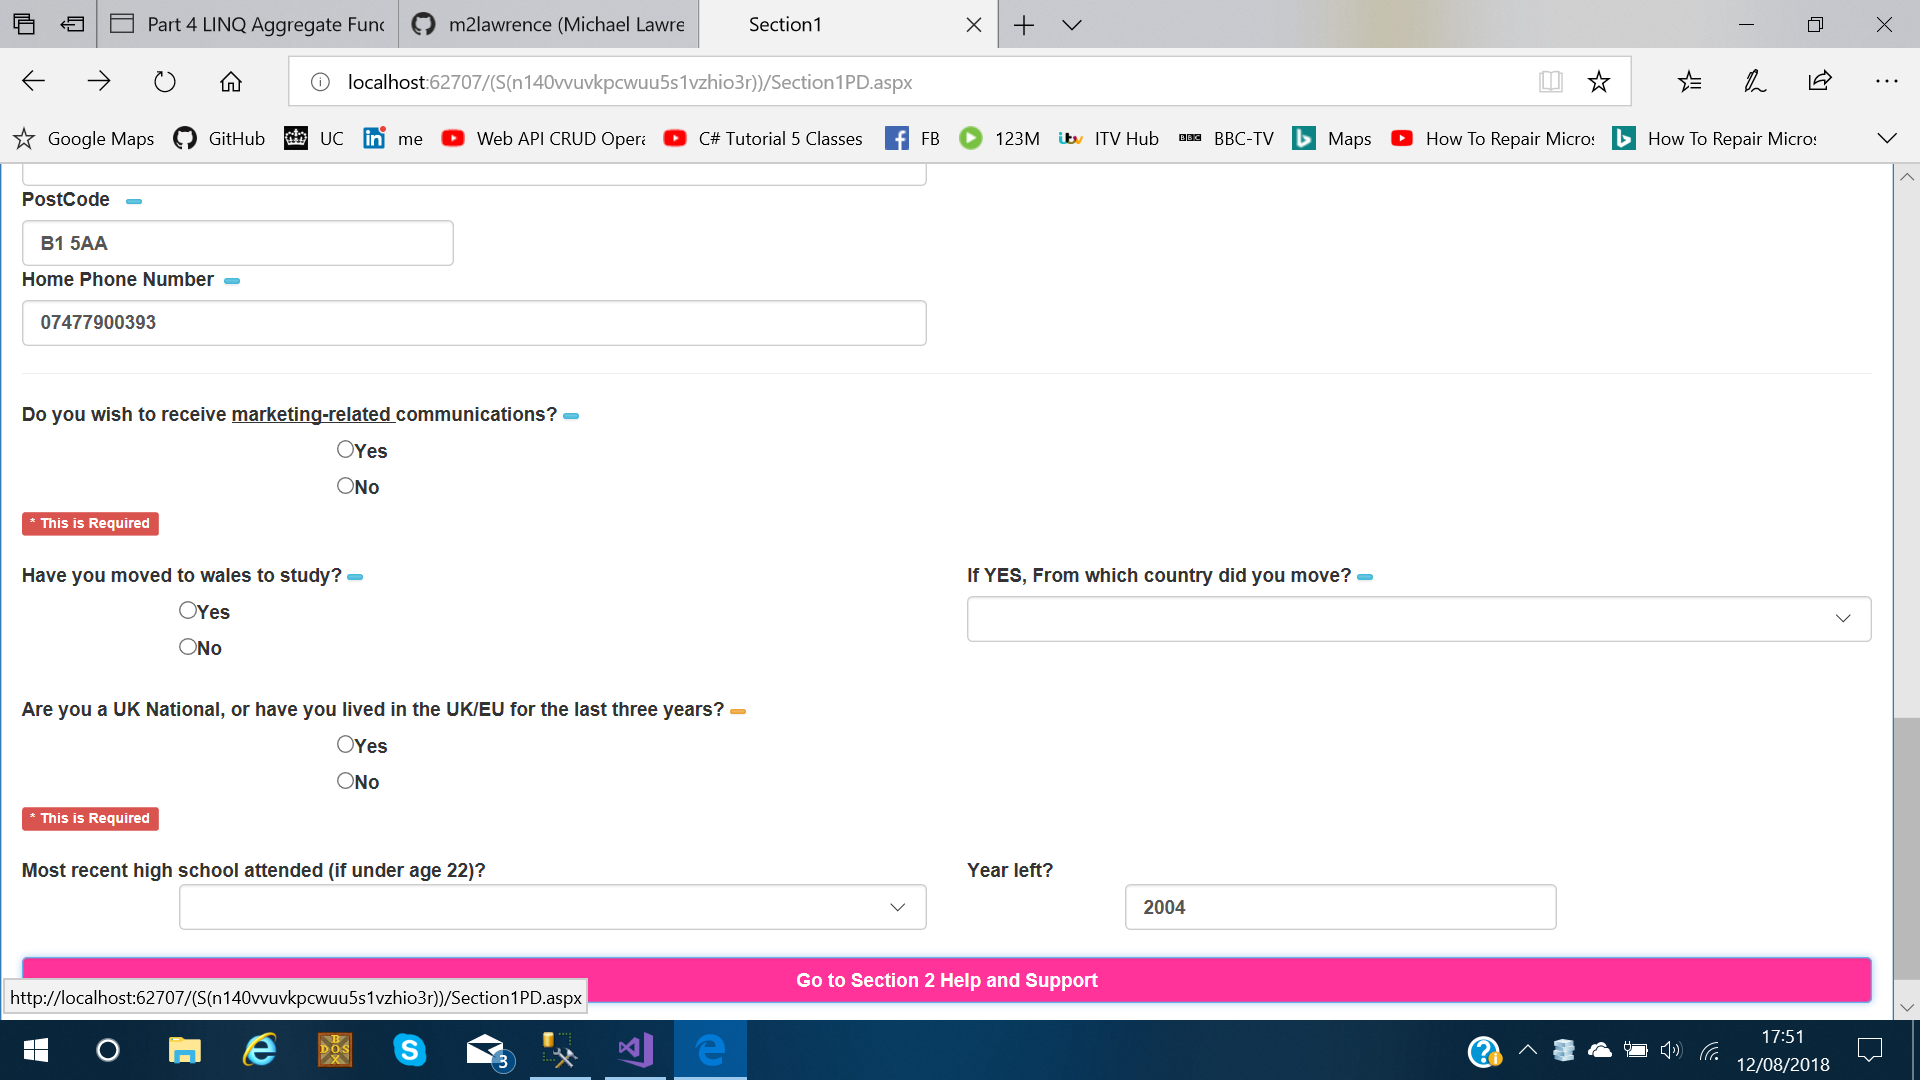 Part 4 LINQ Aggregate Func
m2lawrence (Michael Lawre
Section1
localhost:62707/(S(n140vvuvkpcwuu5s1vzhio3r))/Section1PD.aspx
Google Maps
GitHub
UC
me
Web API CRUD Opera
C# Tutorial 5 Classes
FB
123M
itv
ITV Hub
BBC
BBC-TV
Maps
How To Repair Micros
How To Repair Micros
PostCode
B1 5AA
Home Phone Number
07477900393
Do you wish to receive marketing-related communications?
Yes
No
* This is Required
Have you moved to wales to study?
Yes
No
If YES, From which country did you move?
Are you a UK National, or have you lived in the UK/EU for the last three years?
Yes
No
* This is Required
Most recent high school attended (if under age 22)?
Year left?
2004
Go to Section 2 Help and Support
http://localhost:62707/(S(n140vvuvkpcwuu5s1vzhio3r))/Section1PD.aspx
DOS
BOX
3
17:51
12/08/2018